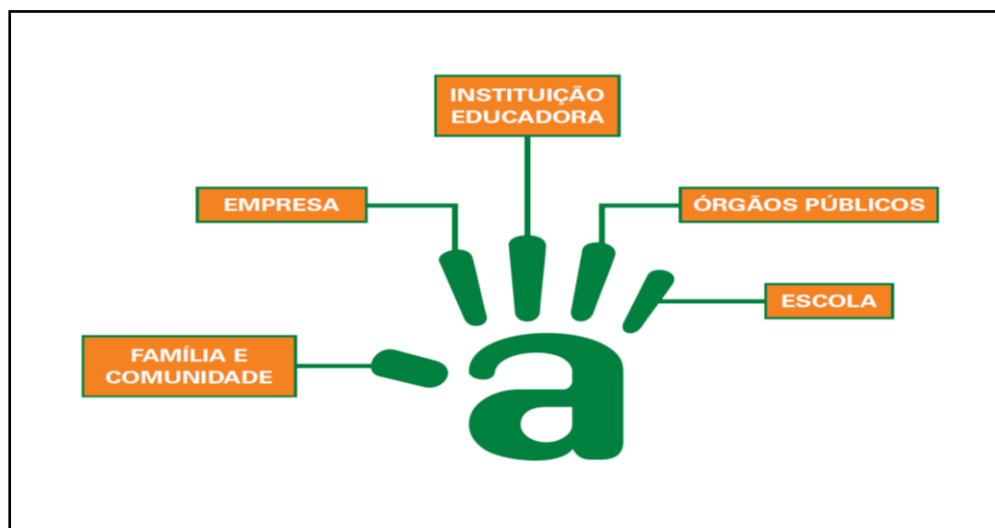 INSTITUIÇÃO
EDUCADORA
EMPRESA
ÓRGÃOS PÚBLICOS
ESCOLA
FAMÍLIA E
COMUNIDADE
a